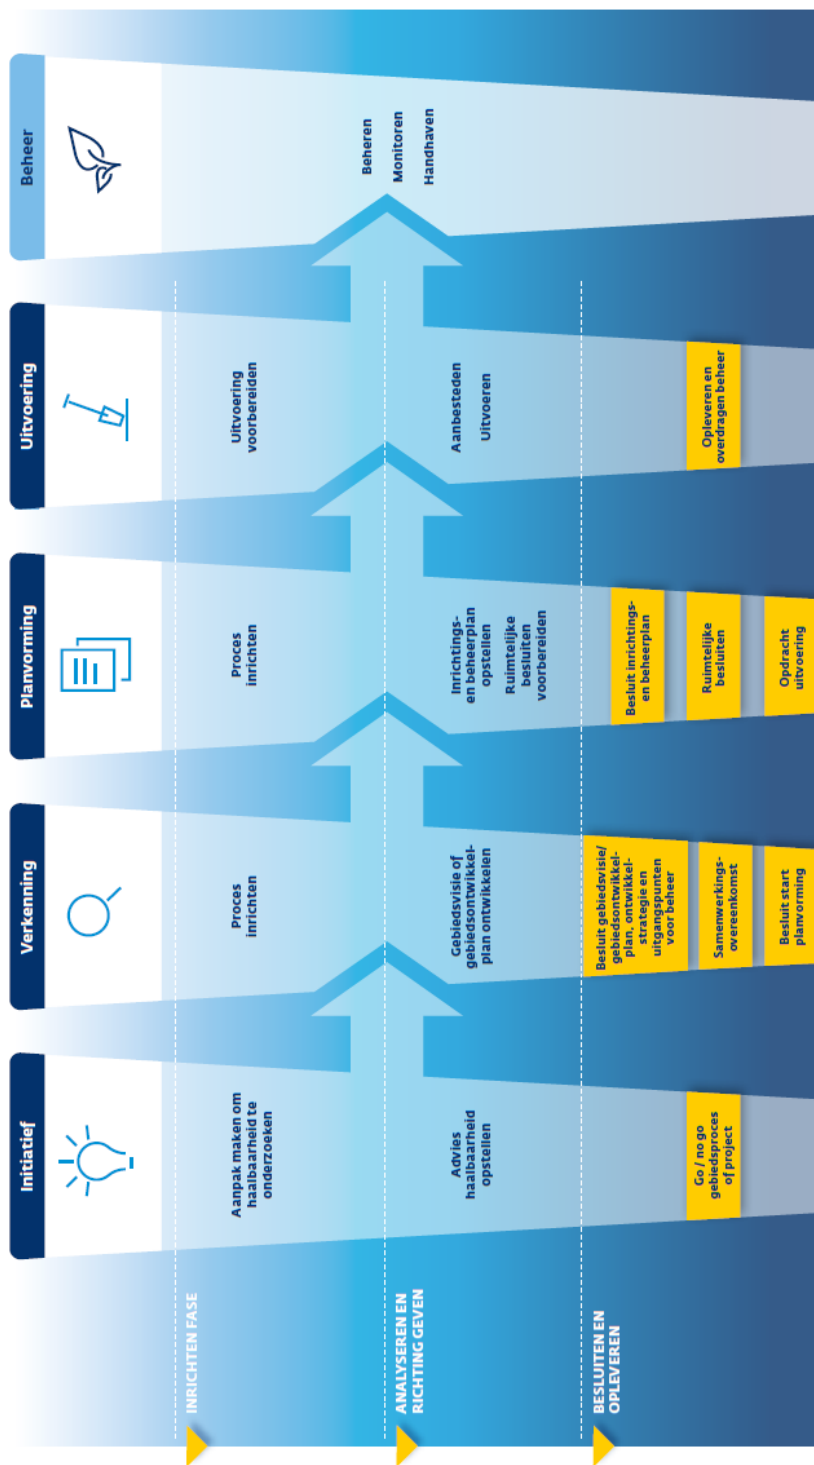 Initiatief
Verkenning
Planvorming
Uitvoering
Beheer
INRICHTEN FASE
Aanpak maken om
haalbaarheid te
onderzoeken
Proces
inrichten
Proces
inrichten
Uitvoering
voorbereiden
ANALYSEREN EN
RICHTING GEVEN
Advies
haalbaarheid
opstellen
Gebiedsvisie of
gebiedsontwikkel-
plan ontwikkelen
Inrichtings-
en beheerplan
opstellen
Ruimtelijke
besluiten
voorbereiden
Aanbesteden
Uitvoeren
Beheren
Monitoren
Handhaven
BESLUITEN EN
OPLEVEREN
Go / no go
gebiedsproces
of project
Besluit gebiedsvisie/
gebiedsontwikkel-
plan, ontwikkel-
strategie en
uitgangspunten
voor beheer
Samenwerkings-
overeenkomst
Besluit start
planvorming
Besluit inrichtings-
en beheerplan
Ruimtelijke
besluiten
Opdracht
uitvoering
Opleveren en
overdragen beheer